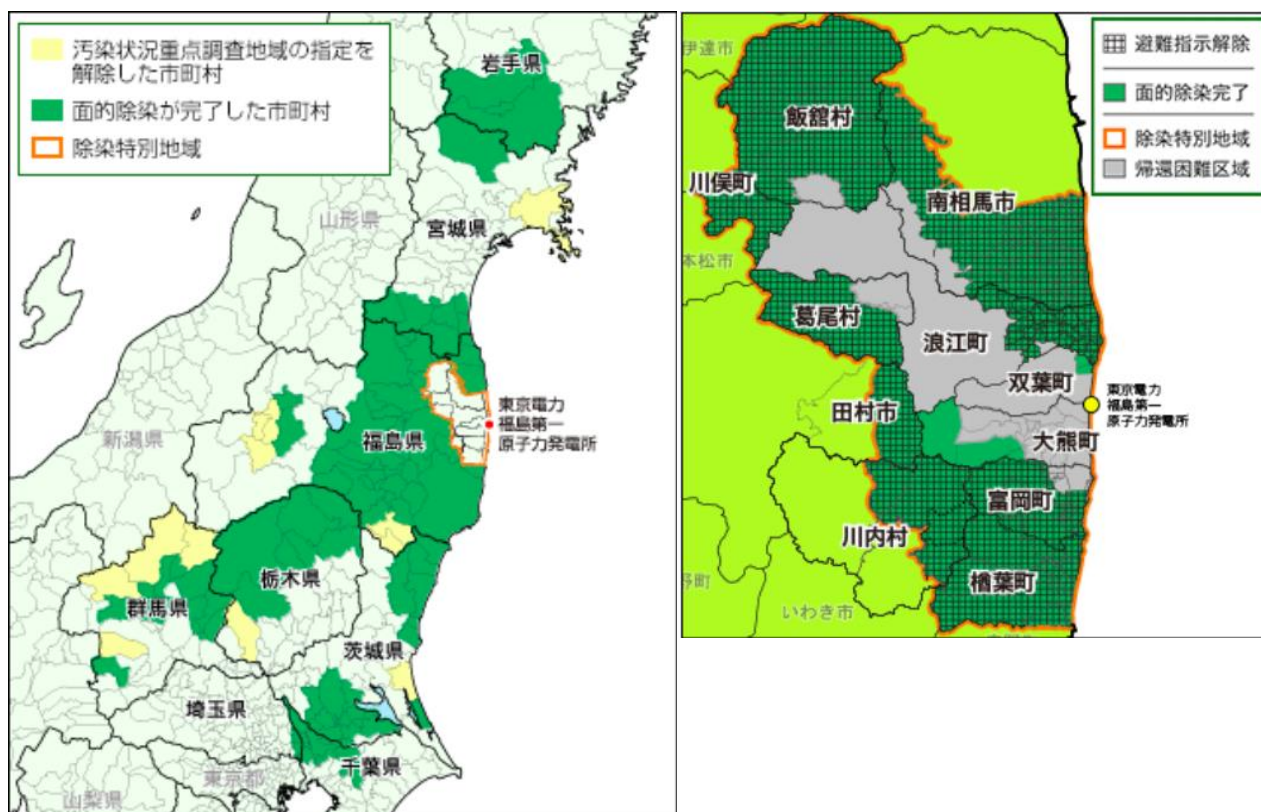 汚染状況重点調査地域の指定を
解除した市町村
面的除染が完了した市町村
除染特別地域
岩手県
山形県
宮城県
新潟県
福島県
東京電力
福島第一
原子力発電所
栃木県
群馬県
茨城県
埼玉県
千葉県
東京都
山梨県
避難指示解除
面的除染完了
除染特別地域
帰還困難区域
伊達市
飯舘村
川俣町
南相馬市
本松市
葛尾村
浪江町
双葉町
東京電力
福島第一
原子力発電所
田村市
大熊町
富岡町
川内村
楢葉町
野町
いわき市